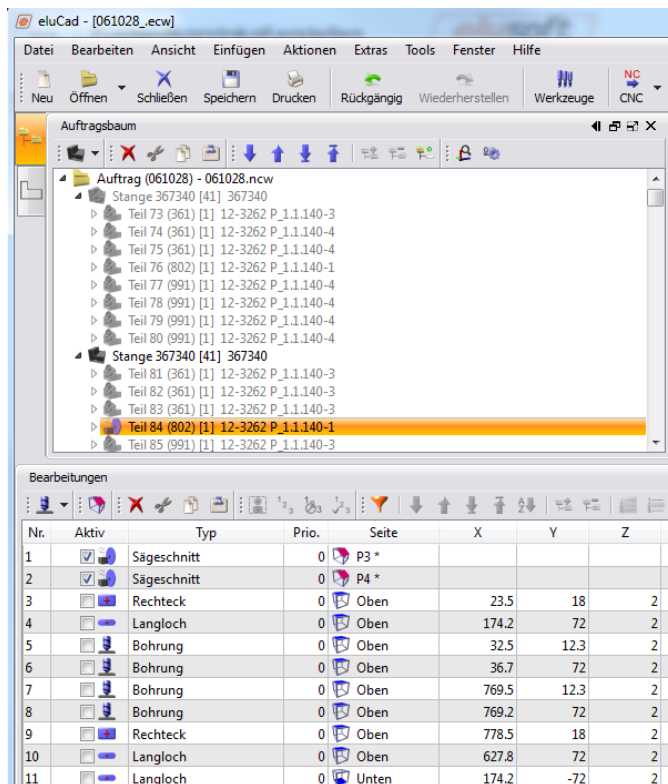 eluCad - [061028_.ecw]
Datei Bearbeiten Ansicht Einfügen Aktionen Extras Tools Fenster Hilfe
Neu Öffnen Schließen Speichern Drucken Rückgängig Wiederherstellen Werkzeuge NC CNC
Auftragsbaum
Auftrag (061028) - 061028.ncw
Stange 367340 [41] 367340
Teil 73 (361) [1] 12-3262 P_1.1.140-3
Teil 74 (361) [1] 12-3262 P_1.1.140-4
Teil 75 (361) [1] 12-3262 P_1.1.140-4
Teil 76 (802) [1] 12-3262 P_1.1.140-1
Teil 77 (991) [1] 12-3262 P_1.1.140-4
Teil 78 (991) [1] 12-3262 P_1.1.140-4
Teil 79 (991) [1] 12-3262 P_1.1.140-4
Teil 80 (991) [1] 12-3262 P_1.1.140-4
Stange 367340 [41] 367340
Teil 81 (361) [1] 12-3262 P_1.1.140-3
Teil 82 (361) [1] 12-3262 P_1.1.140-3
Teil 83 (361) [1] 12-3262 P_1.1.140-3
Teil 84 (802) [1] 12-3262 P_1.1.140-1
Teil 85 (991) [1] 12-3262 P_1.1.140-3
Bearbeitungen
Nr. Aktiv Typ Prio. Seite X Y Z
1 Sägeschnitt 0 P3 *
2 Sägeschnitt 0 P4 *
3 Rechteck 0 Oben 23.5 18 2
4 Langloch 0 Oben 174.2 72 2
5 Bohrung 0 Oben 32.5 12.3 2
6 Bohrung 0 Oben 36.7 72 2
7 Bohrung 0 Oben 769.5 12.3 2
8 Bohrung 0 Oben 769.2 72 2
9 Rechteck 0 Oben 778.5 18 2
10 Langloch 0 Oben 627.8 72 2
11 Langloch 0 Unten 174.2 -72 2